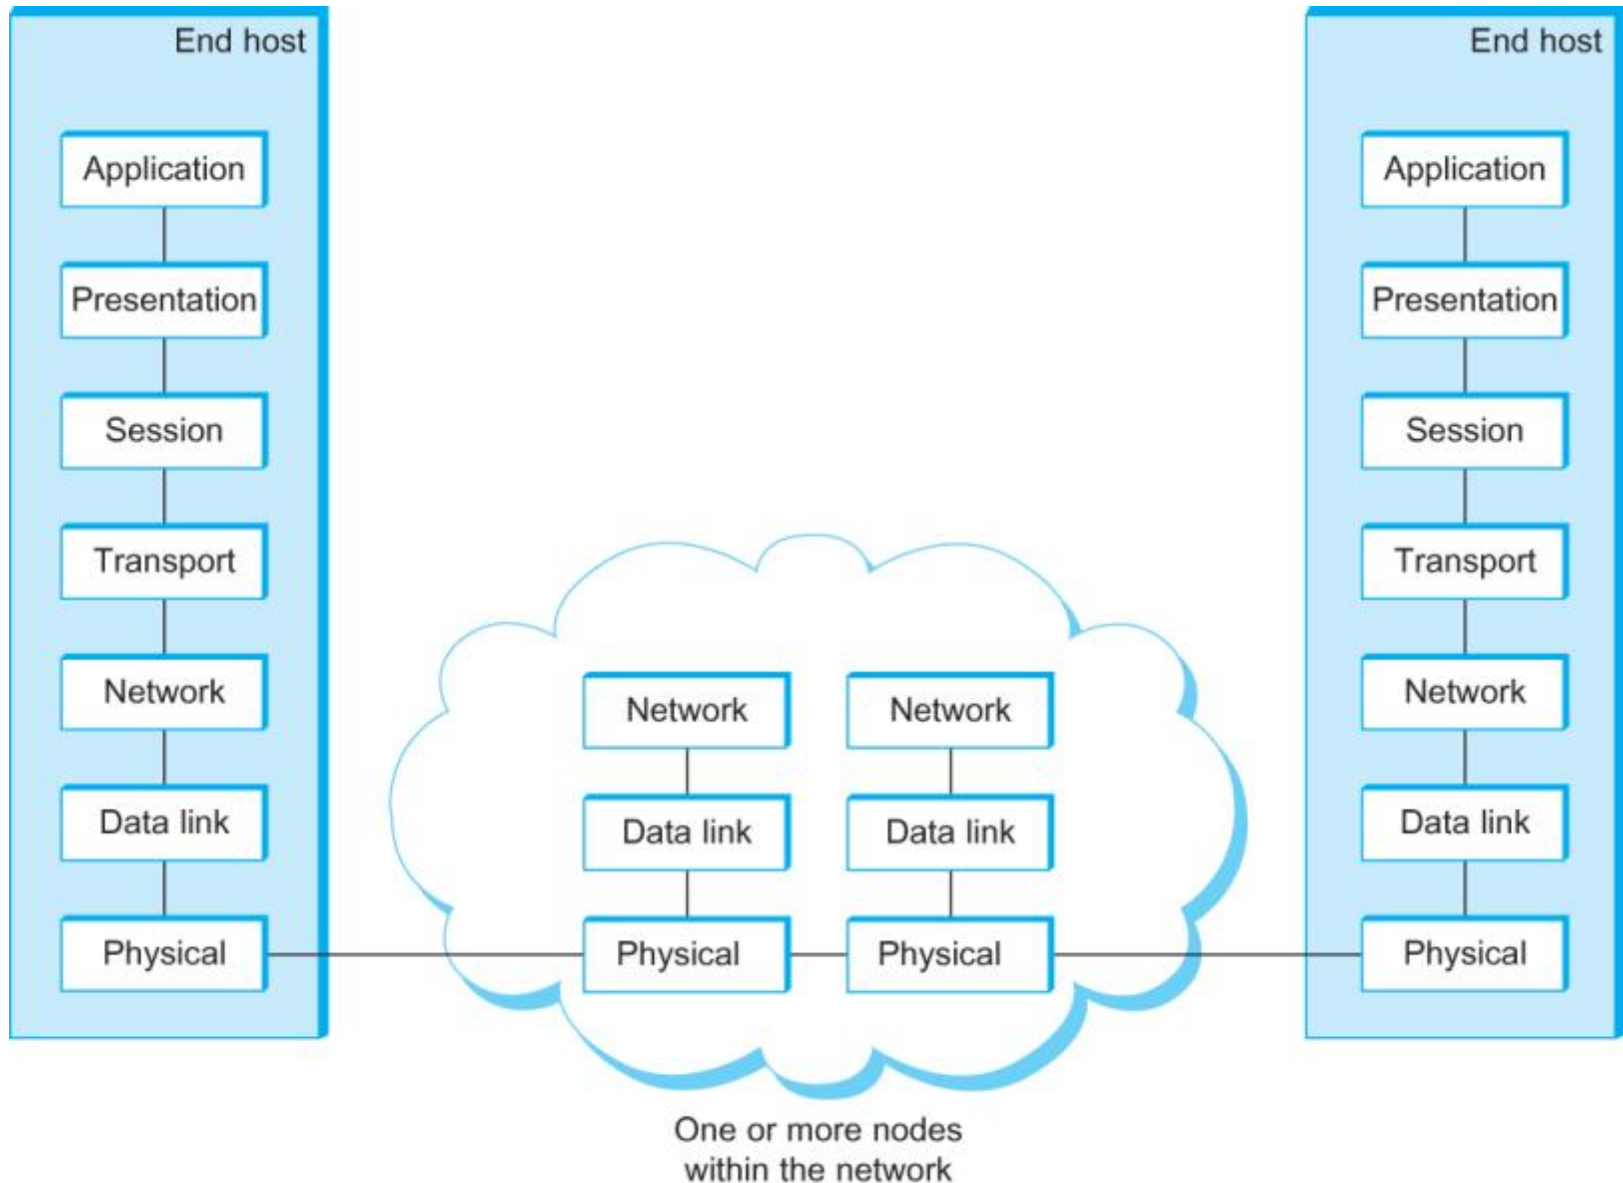 End host
Application
Presentation
Session
Transport
Network
Data link
Physical
Network
Data link
Physical
Network
Data link
Physical
One or more nodes
within the network
End host
Application
Presentation
Session
Transport
Network
Data link
Physical